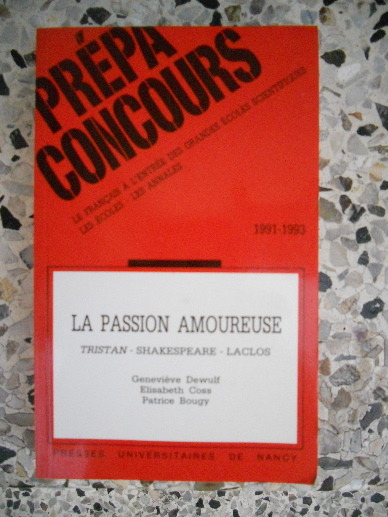 PRÉPA
CONCOURS
LE FRANÇAIS À L'ENTRÉE DES GRANDES ÉCOLES SCIENTIFIQUES
LES ÉCOLES LES ANNALES
1991-1993
LA PASSION AMOUREUSE
TRISTAN - SHAKESPEARE - LACLOS
Geneviève Dewulf
Elisabeth Coss
Patrice Bougy
PRESSES UNIVERSITAIRES DE NANCY